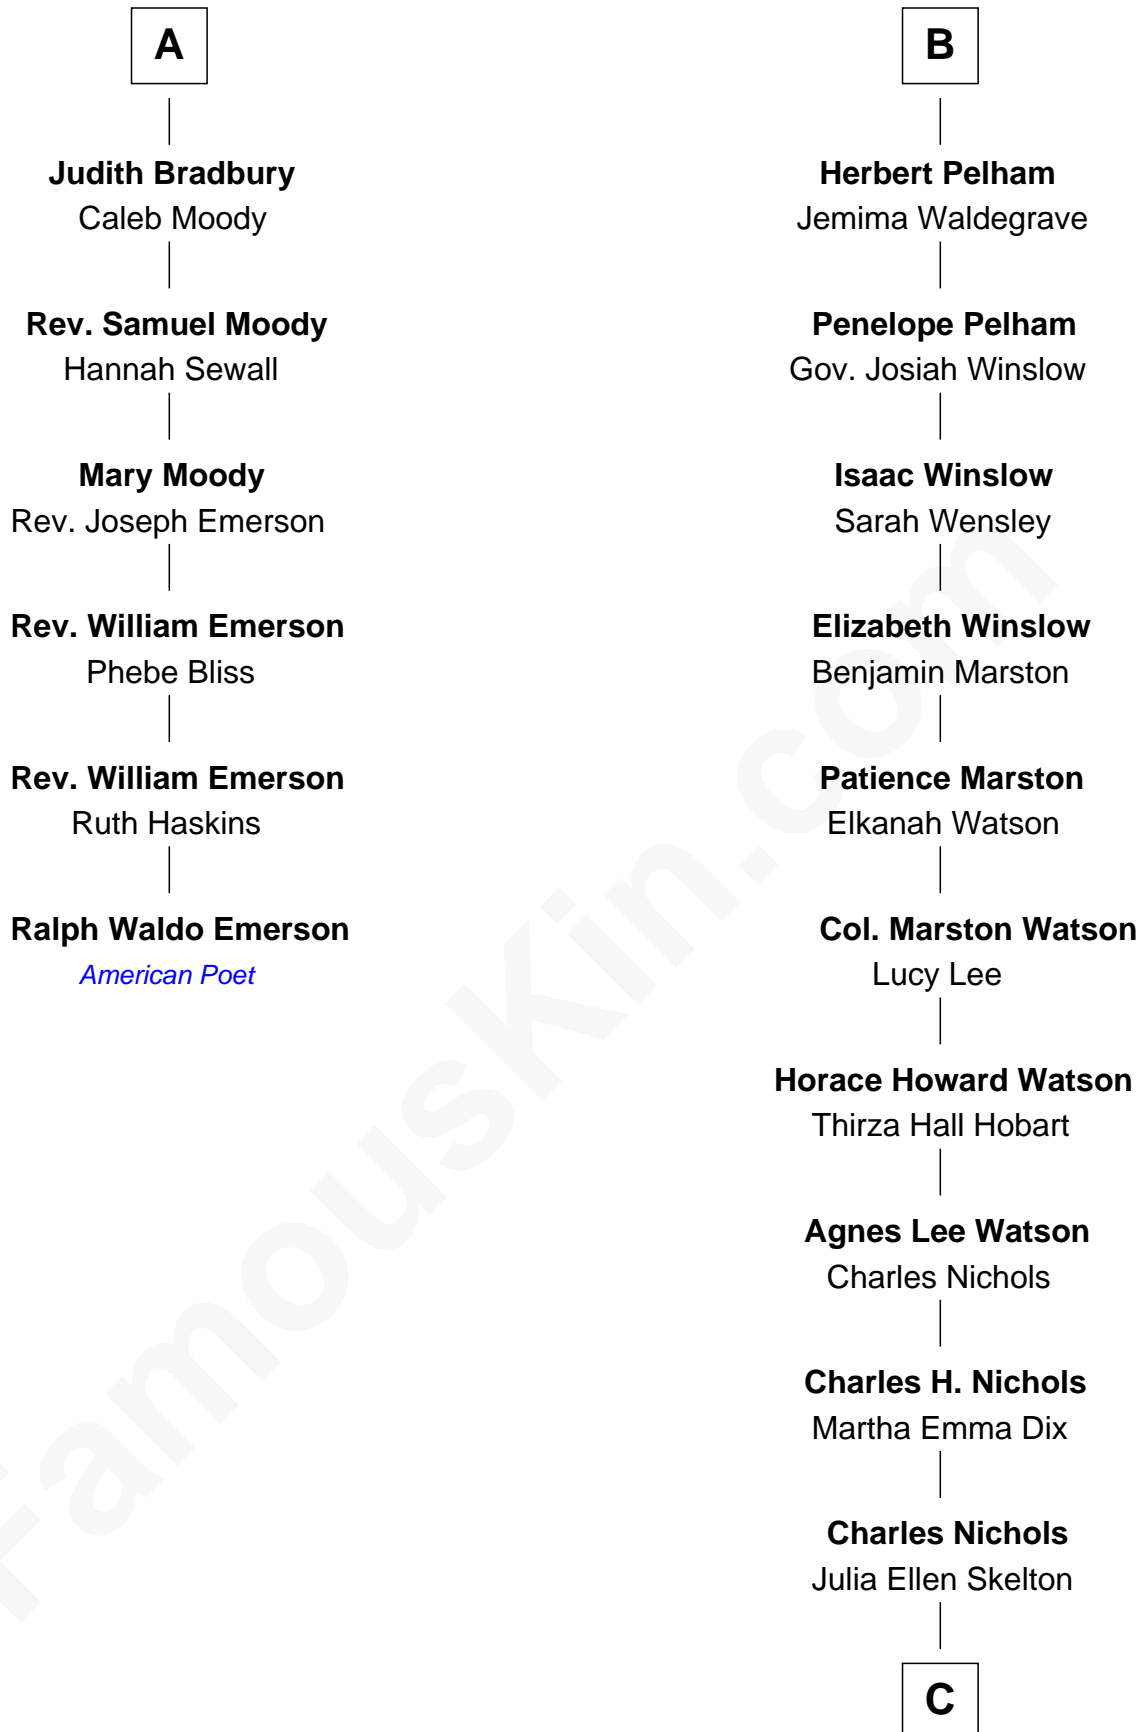 A
Judith Bradbury
Caleb Moody
Rev. Samuel Moody
Hannah Sewall
Mary Moody
Rev. Joseph Emerson
Rev. William Emerson
Phebe Bliss
Rev. William Emerson
Ruth Haskins
Ralph Waldo Emerson
American Poet
B
Herbert Pelham
Jemima Waldegrave
Penelope Pelham
Gov. Josiah Winslow
Isaac Winslow
Sarah Wensley
Elizabeth Winslow
Benjamin Marston
Patience Marston
Elkanah Watson
Col. Marston Watson
Lucy Lee
Horace Howard Watson
Thirza Hall Hobart
Agnes Lee Watson
Charles Nichols
Charles H. Nichols
Martha Emma Dix
Charles Nichols
Julia Ellen Skelton
C
FamousKin.com